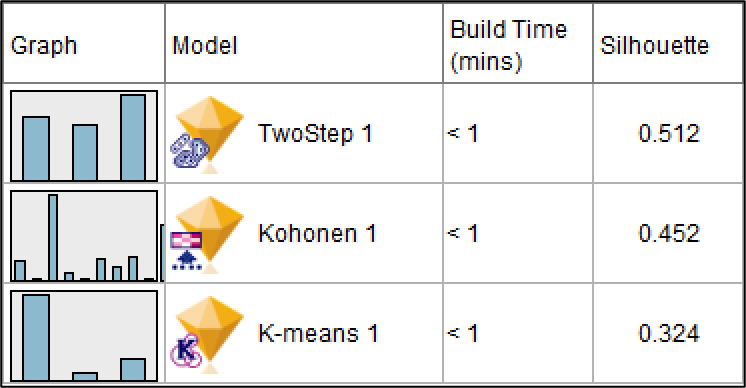 Graph Model Build Time (mins) Silhouette
TwoStep 1 < 1 0.512
Kohonen 1 < 1 0.452
K K-means 1 < 1 0.324